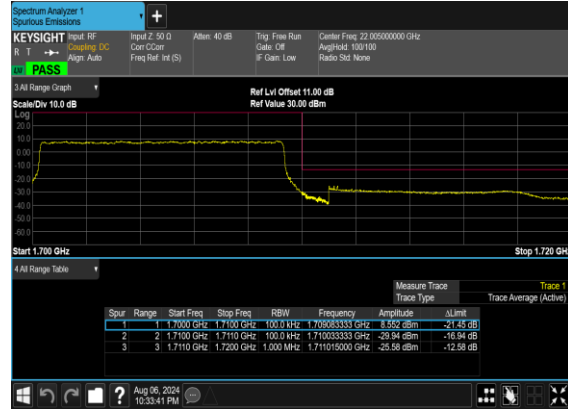 Spectrum Analyzer 1
Spurious Emissions
+
KEYSIGHT Input: RF Input Z: 50 Ω Atten: 40 dB Trig: Free Run Center Freq: 22.005000000 GHz
R T Coupling: DC Corr CCorr Gate: Off Avg|Hold: 100/100
Align: Auto Freq Ref: Int (S) IF Gain: Low Radio Std: None
PASS
3 All Range Graph
Ref Lvl Offset 11.00 dB
Scale/Div 10.0 dB Ref Value 30.00 dBm
Log
20.0
10.0
0.00
-10.0
-20.0
-30.0
-40.0
-50.0
-60.0
Start 1.700 GHz Stop 1.720 GH
4 All Range Table
Measure Trace Trace 1
Trace Type Trace Average (Active)
Spur Range Start Freq Stop Freq RBW Frequency Amplitude ΔLimit
1 1 1.7000 GHz 1.7100 GHz 100.0 kHz 1.709083333 GHz 8.552 dBm -21.45 dB
2 2 1.7100 GHz 1.7110 GHz 100.0 kHz 1.710033333 GHz -29.94 dBm -16.94 dB
3 3 1.7110 GHz 1.7200 GHz 1.000 MHz 1.711015000 GHz -25.58 dBm -12.58 dB
? Aug 06, 2024
10:33:41 PM